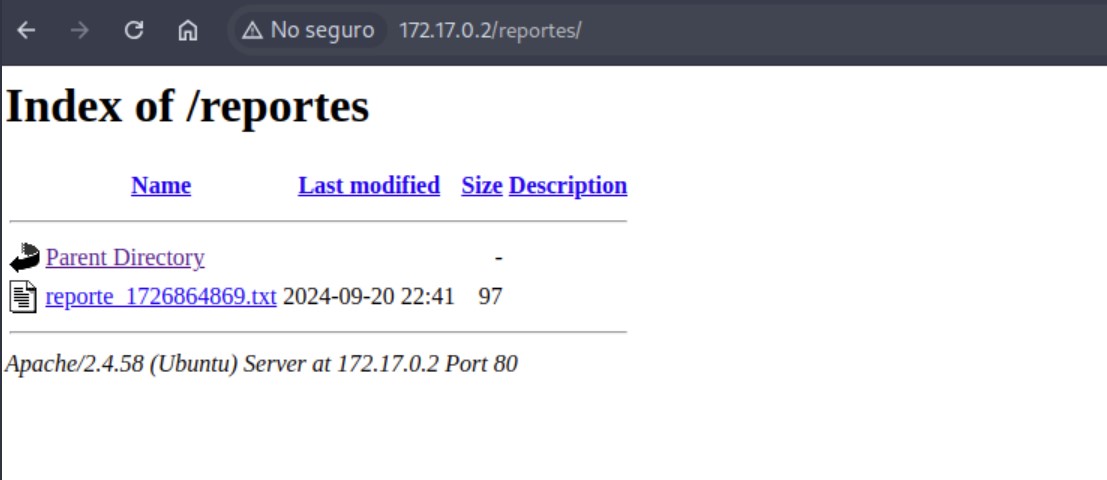 No seguro 172.17.0.2/reportes/
Index of /reportes
Name Last modified Size Description
Parent Directory -
reporte_1726864869.txt 2024-09-20 22:41 97
Apache/2.4.58 (Ubuntu) Server at 172.17.0.2 Port 80